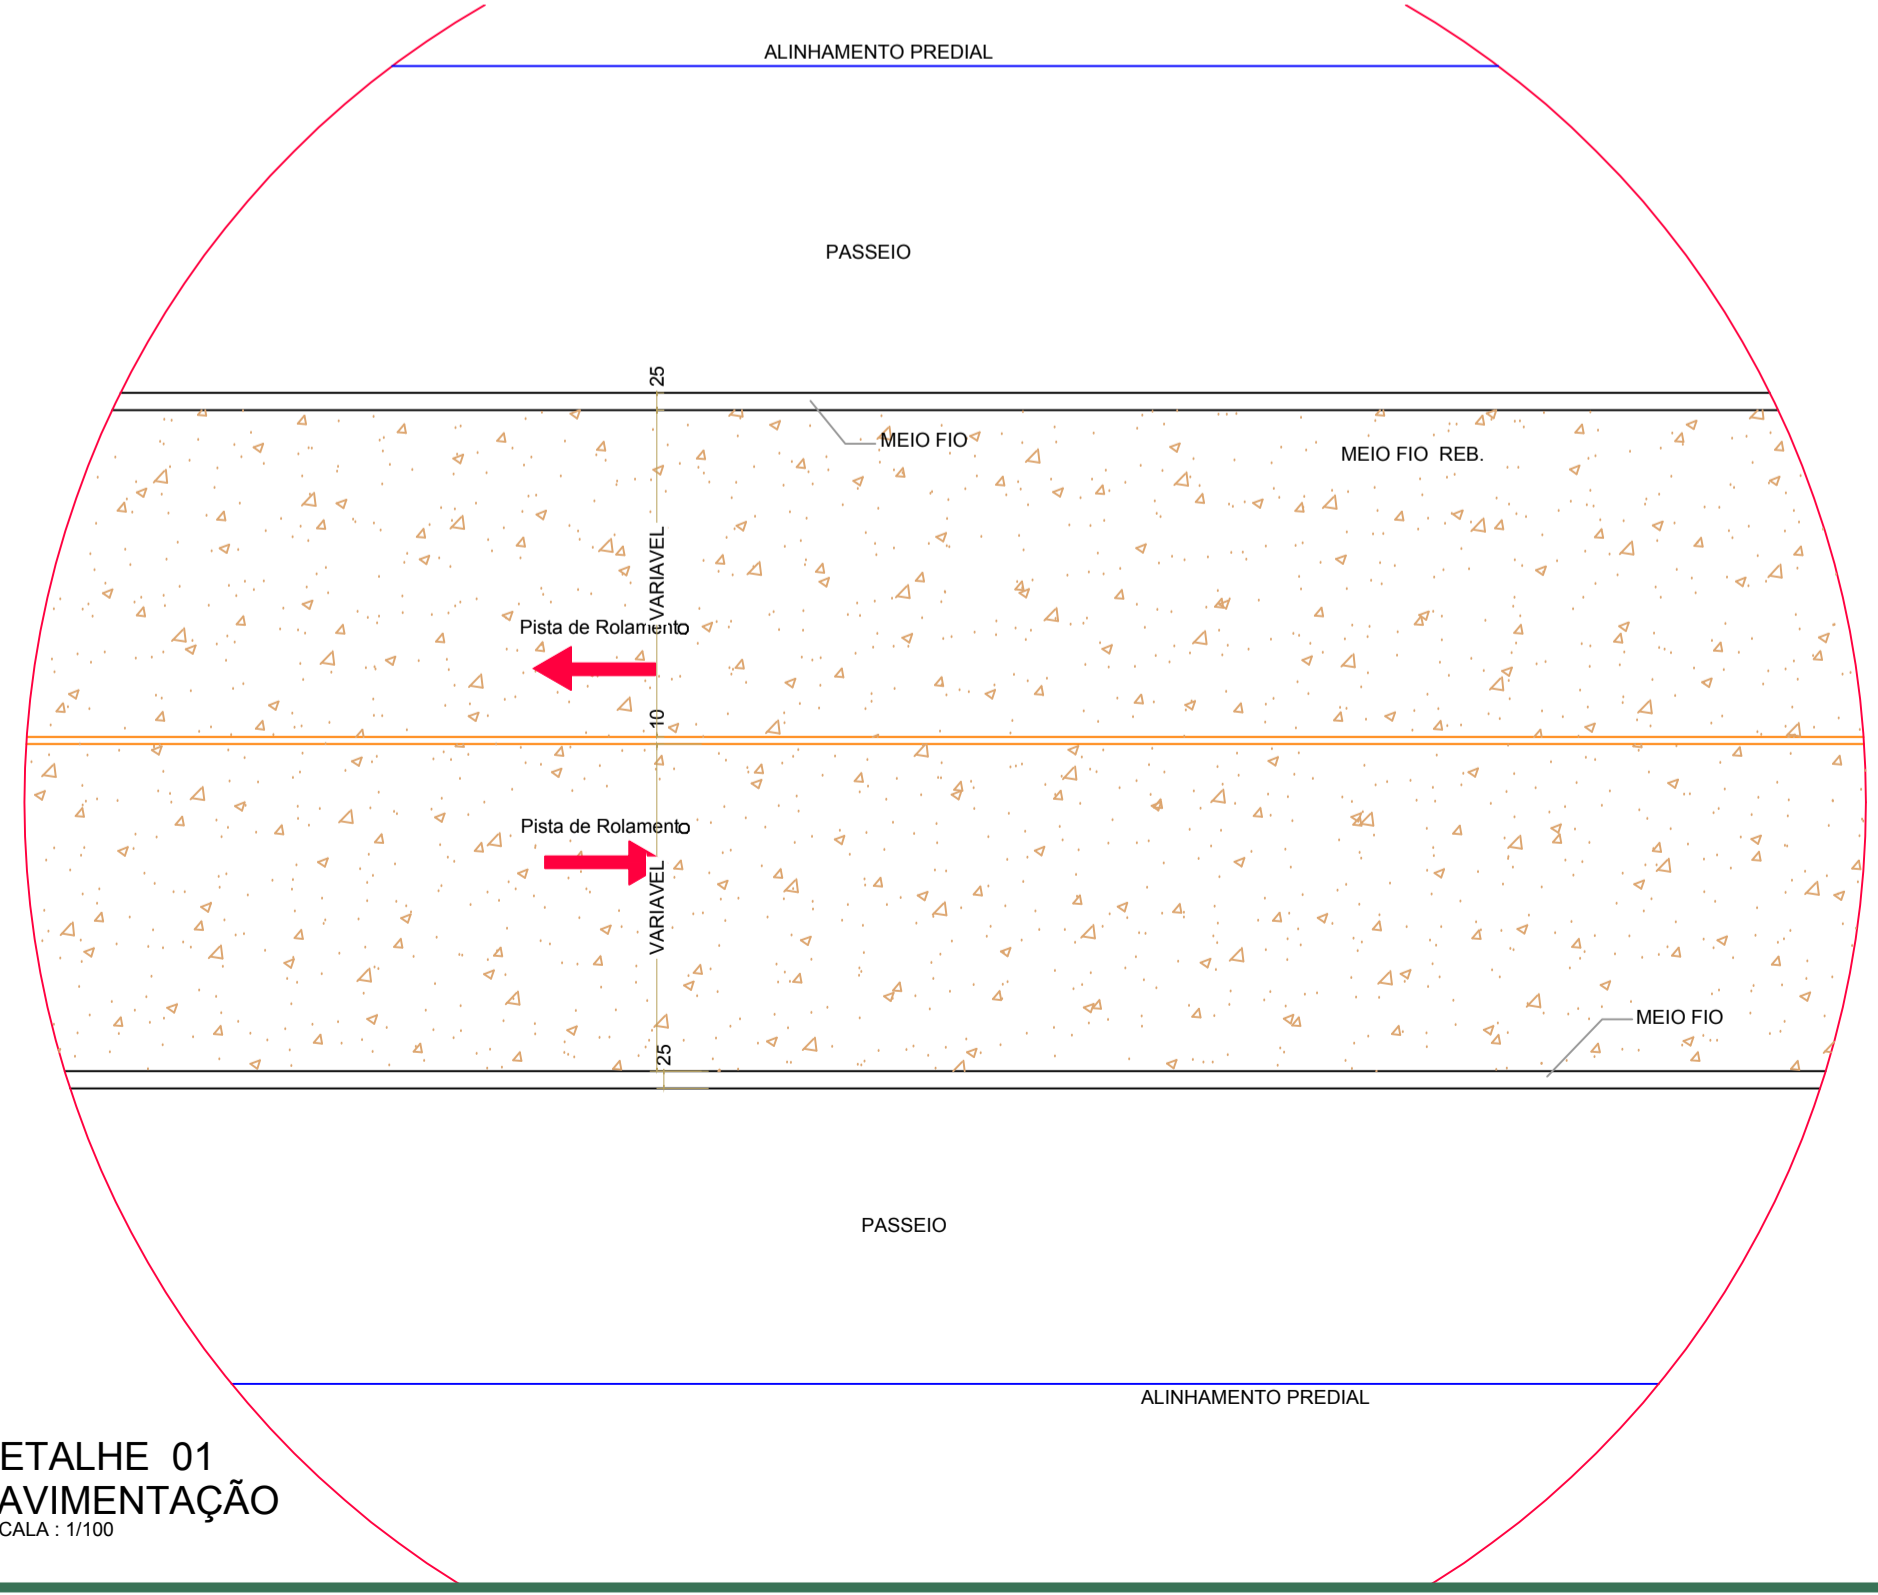 ALINHAMENTO PREDIAL
PASSEIO
25
MEIO FIO
MEIO FIO REB.
VARIAVEL
Pista de Rolamento
10
Pista de Rolamento
VARIAVEL
MEIO FIO
25
PASSEIO
ALINHAMENTO PREDIAL
ETALHE 01
AVIMENTAÇÃO
CALA : 1/100